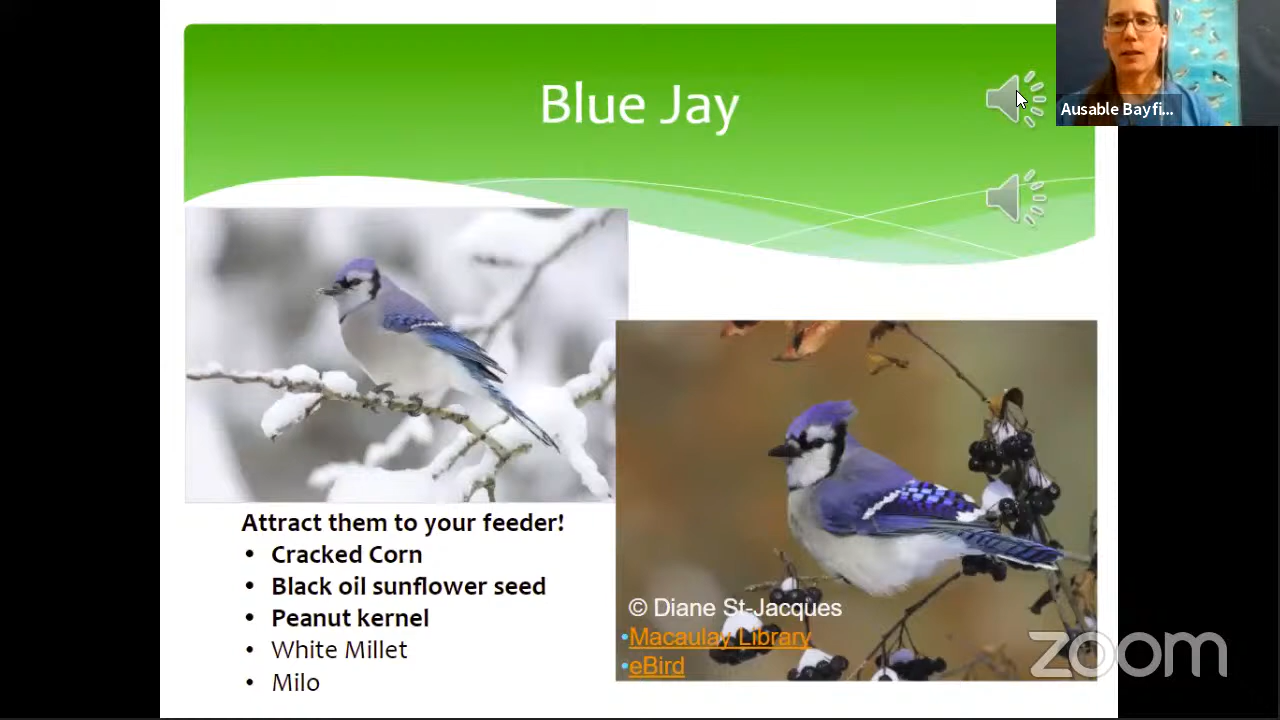 Blue Jay
Ausable Bayfi...
Attract them to your feeder!
• Cracked Corn
• Black oil sunflower seed
• Peanut kernel
• White Millet
• Milo
© Diane St-Jacques
•Macaulay Library
•eBird
zoom